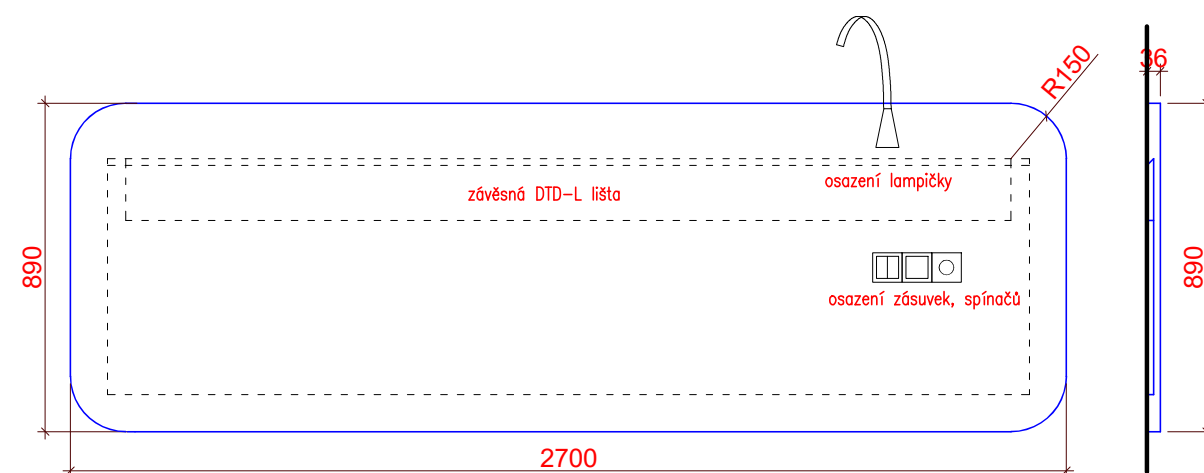 36
R150
osazení lampičky
závěsná DTD-L lišta
890
890
osazení zásuvek, spínačů
2700